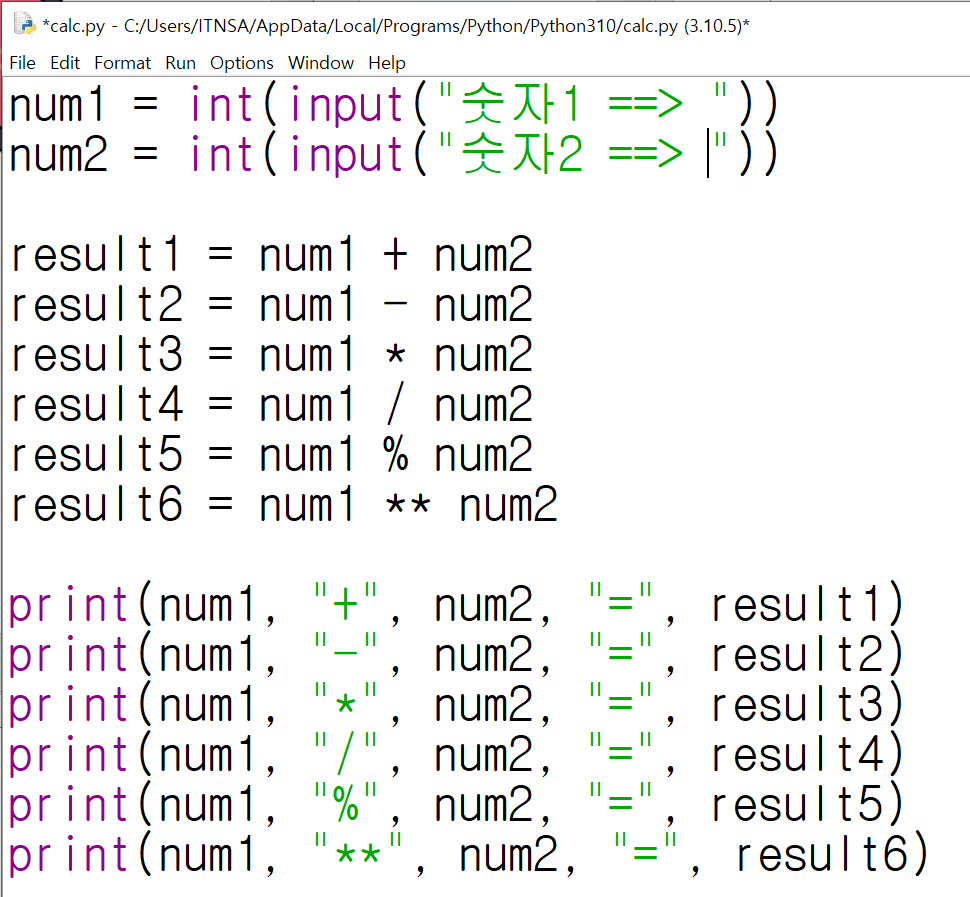 *calc.py - C:/Users/ITNSA/AppData/Local/Programs/Python/Python310/calc.py (3.10.5)*
File Edit Format Run Options Window Help
num1 = int(input("숫자1 ==> "))
num2 = int(input("숫자2 ==> "))
result1 = num1 + num2
result2 = num1 - num2
result3 = num1 * num2
result4 = num1 / num2
result5 = num1 % num2
result6 = num1 ** num2
print(num1, "+", num2, "=", result1)
print(num1, "-", num2, "=", result2)
print(num1, "*", num2, "=", result3)
print(num1, "/", num2, "=", result4)
print(num1, "%", num2, "=", result5)
print(num1, "**", num2, "=", result6)